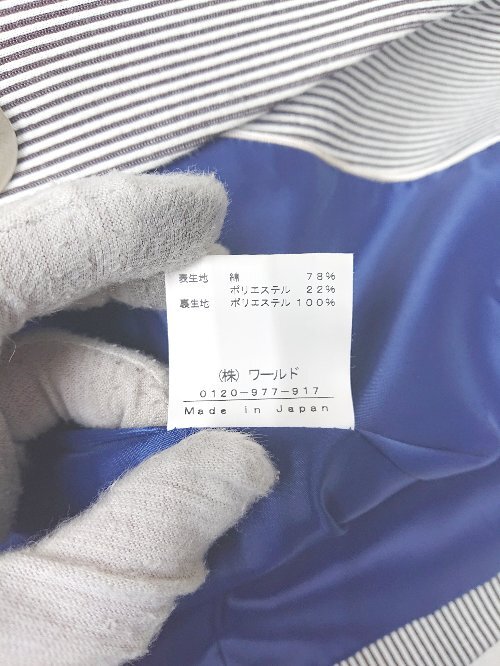 表生地 綿 78%
ポリエステル 22%
裏生地 ポリエステル 100%
(株) ワールド
0120-977-917
Made in Japan